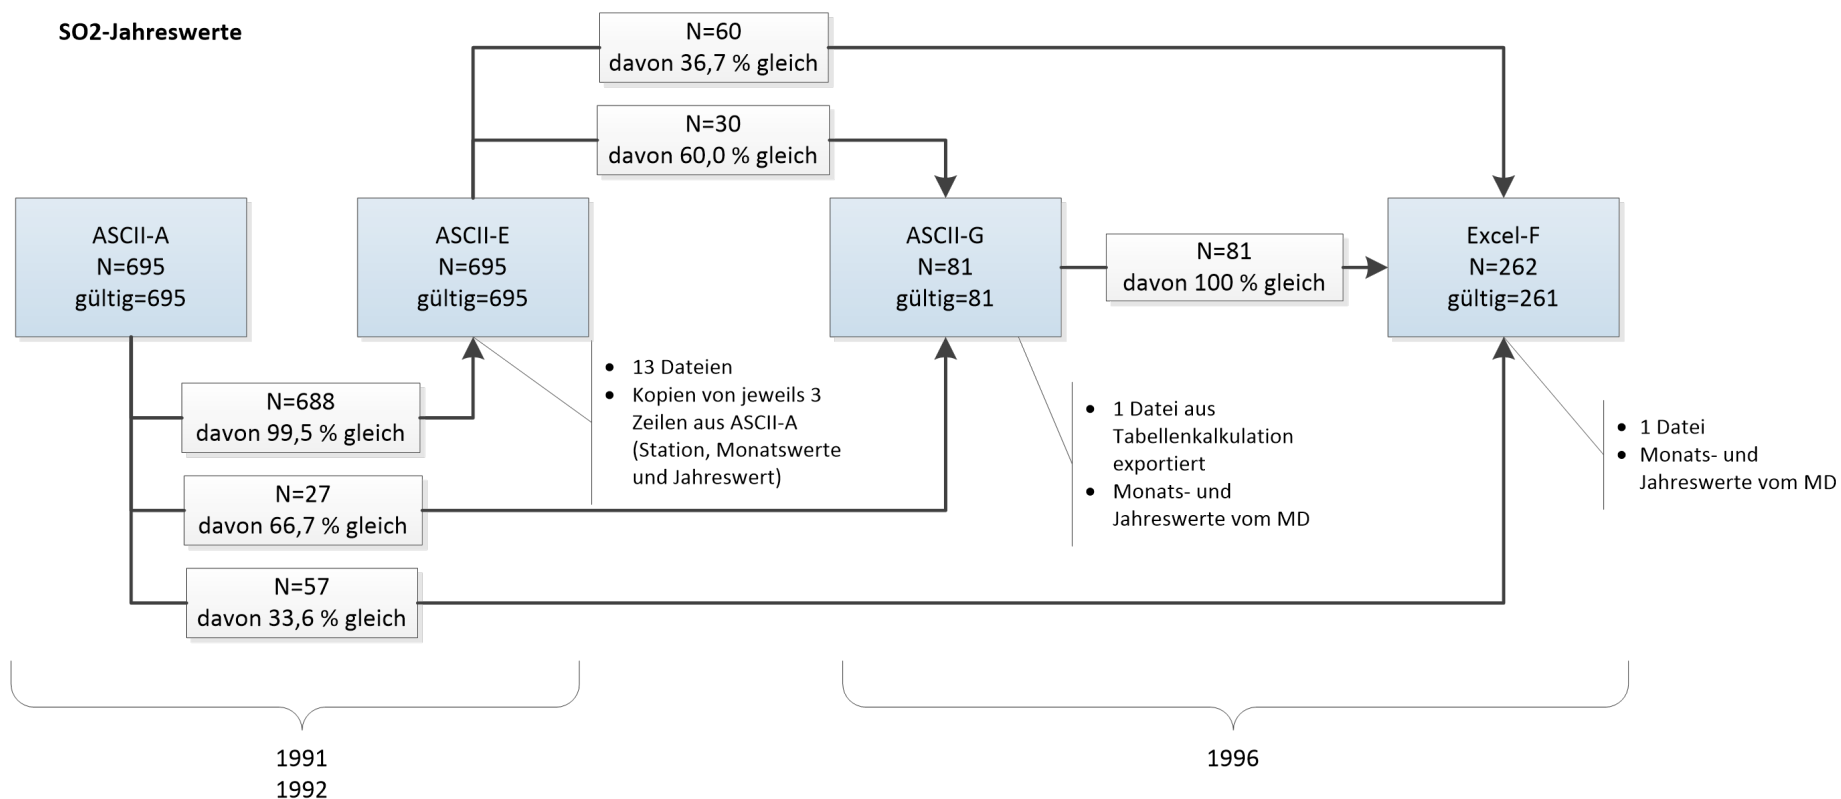 SO2-Jahreswerte
N=60
davon 36,7 % gleich
N=30
davon 60,0 % gleich
ASCII-A
N=695
gültig=695
ASCII-E
N=695
gültig=695
ASCII-G
N=81
gültig=81
N=81
davon 100 % gleich
Excel-F
N=262
gültig=261
N=688
davon 99,5 % gleich
N=27
davon 66,7 % gleich
N=57
davon 33,6 % gleich
• 13 Dateien
• Kopien von jeweils 3
Zeilen aus ASCII-A
(Station, Monatswerte
und Jahreswert)
• 1 Datei aus
Tabellenkalkulation
exportiert
• Monats- und
Jahreswerte vom MD
• 1 Datei
• Monats- und
Jahreswerte vom MD
1991
1992
1996